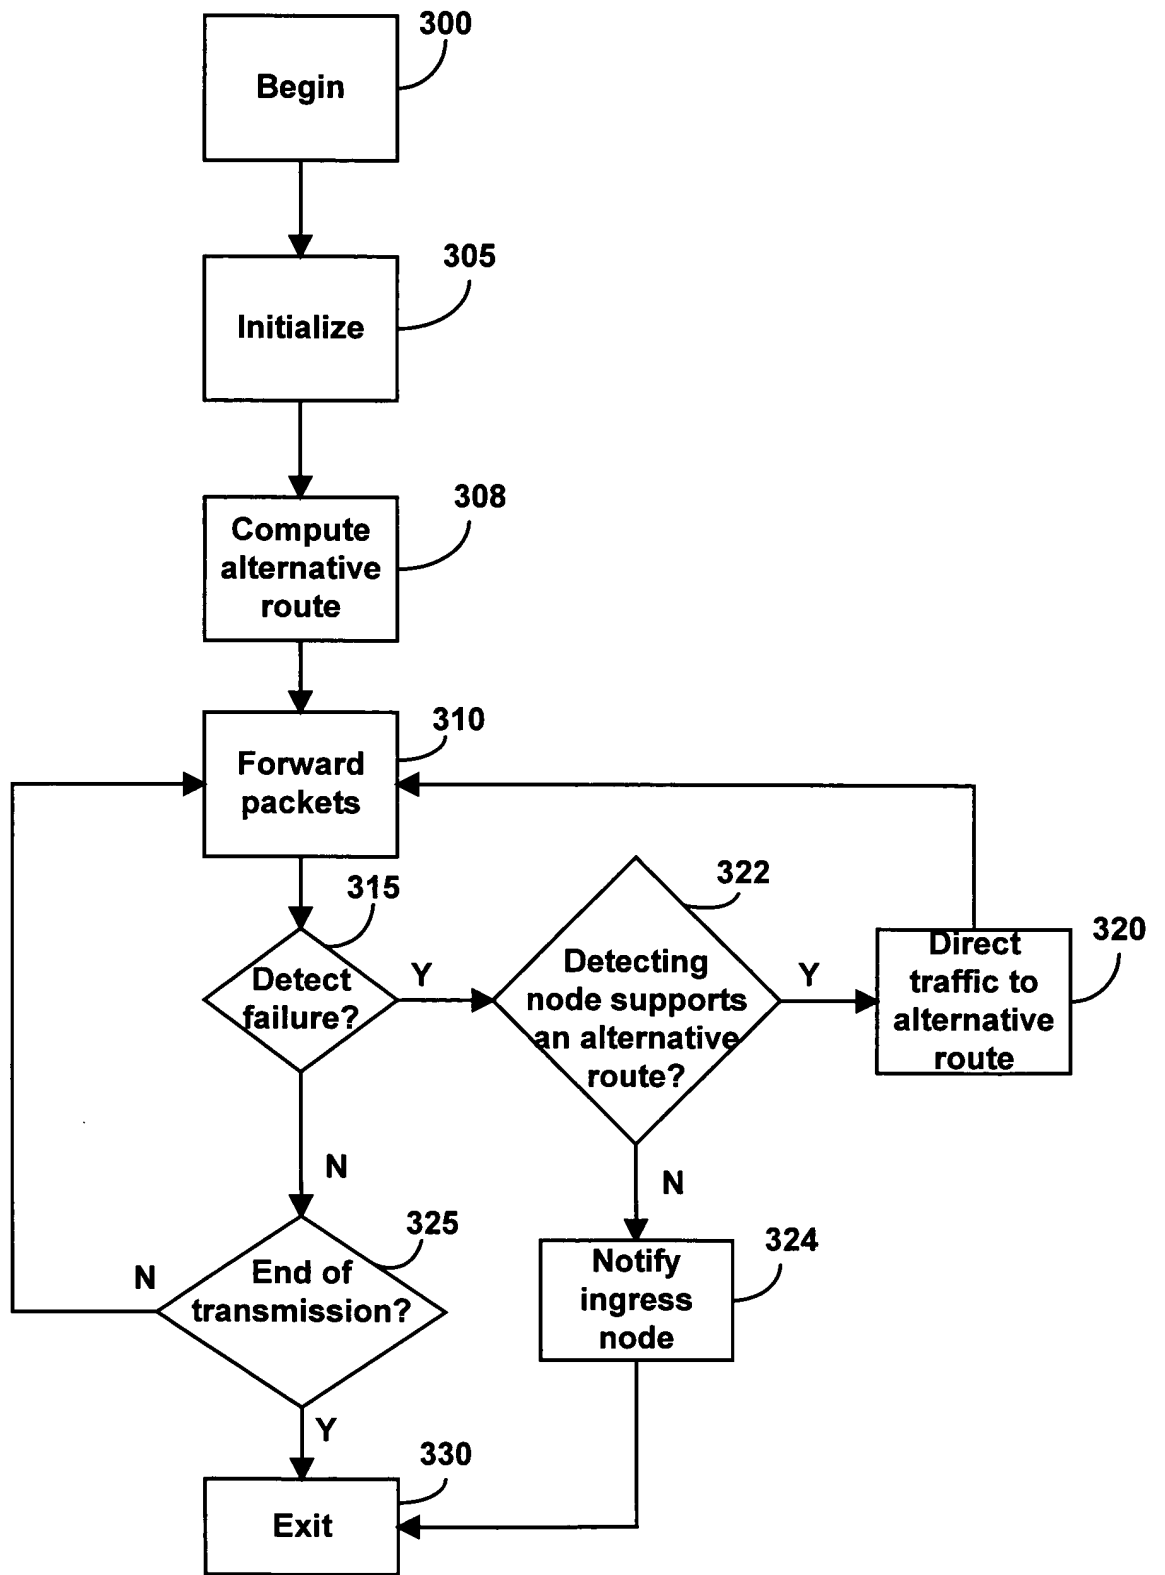 300
Begin
305
Initialize
308
Compute
alternative
route
310
Forward
packets
315
Detect
failure?
Y
322
Detecting
node supports
an alternative
route?
Y
320
Direct
traffic to
alternative
route
N
N
325
End of
transmission?
N
324
Notify
ingress
node
Y
330
Exit